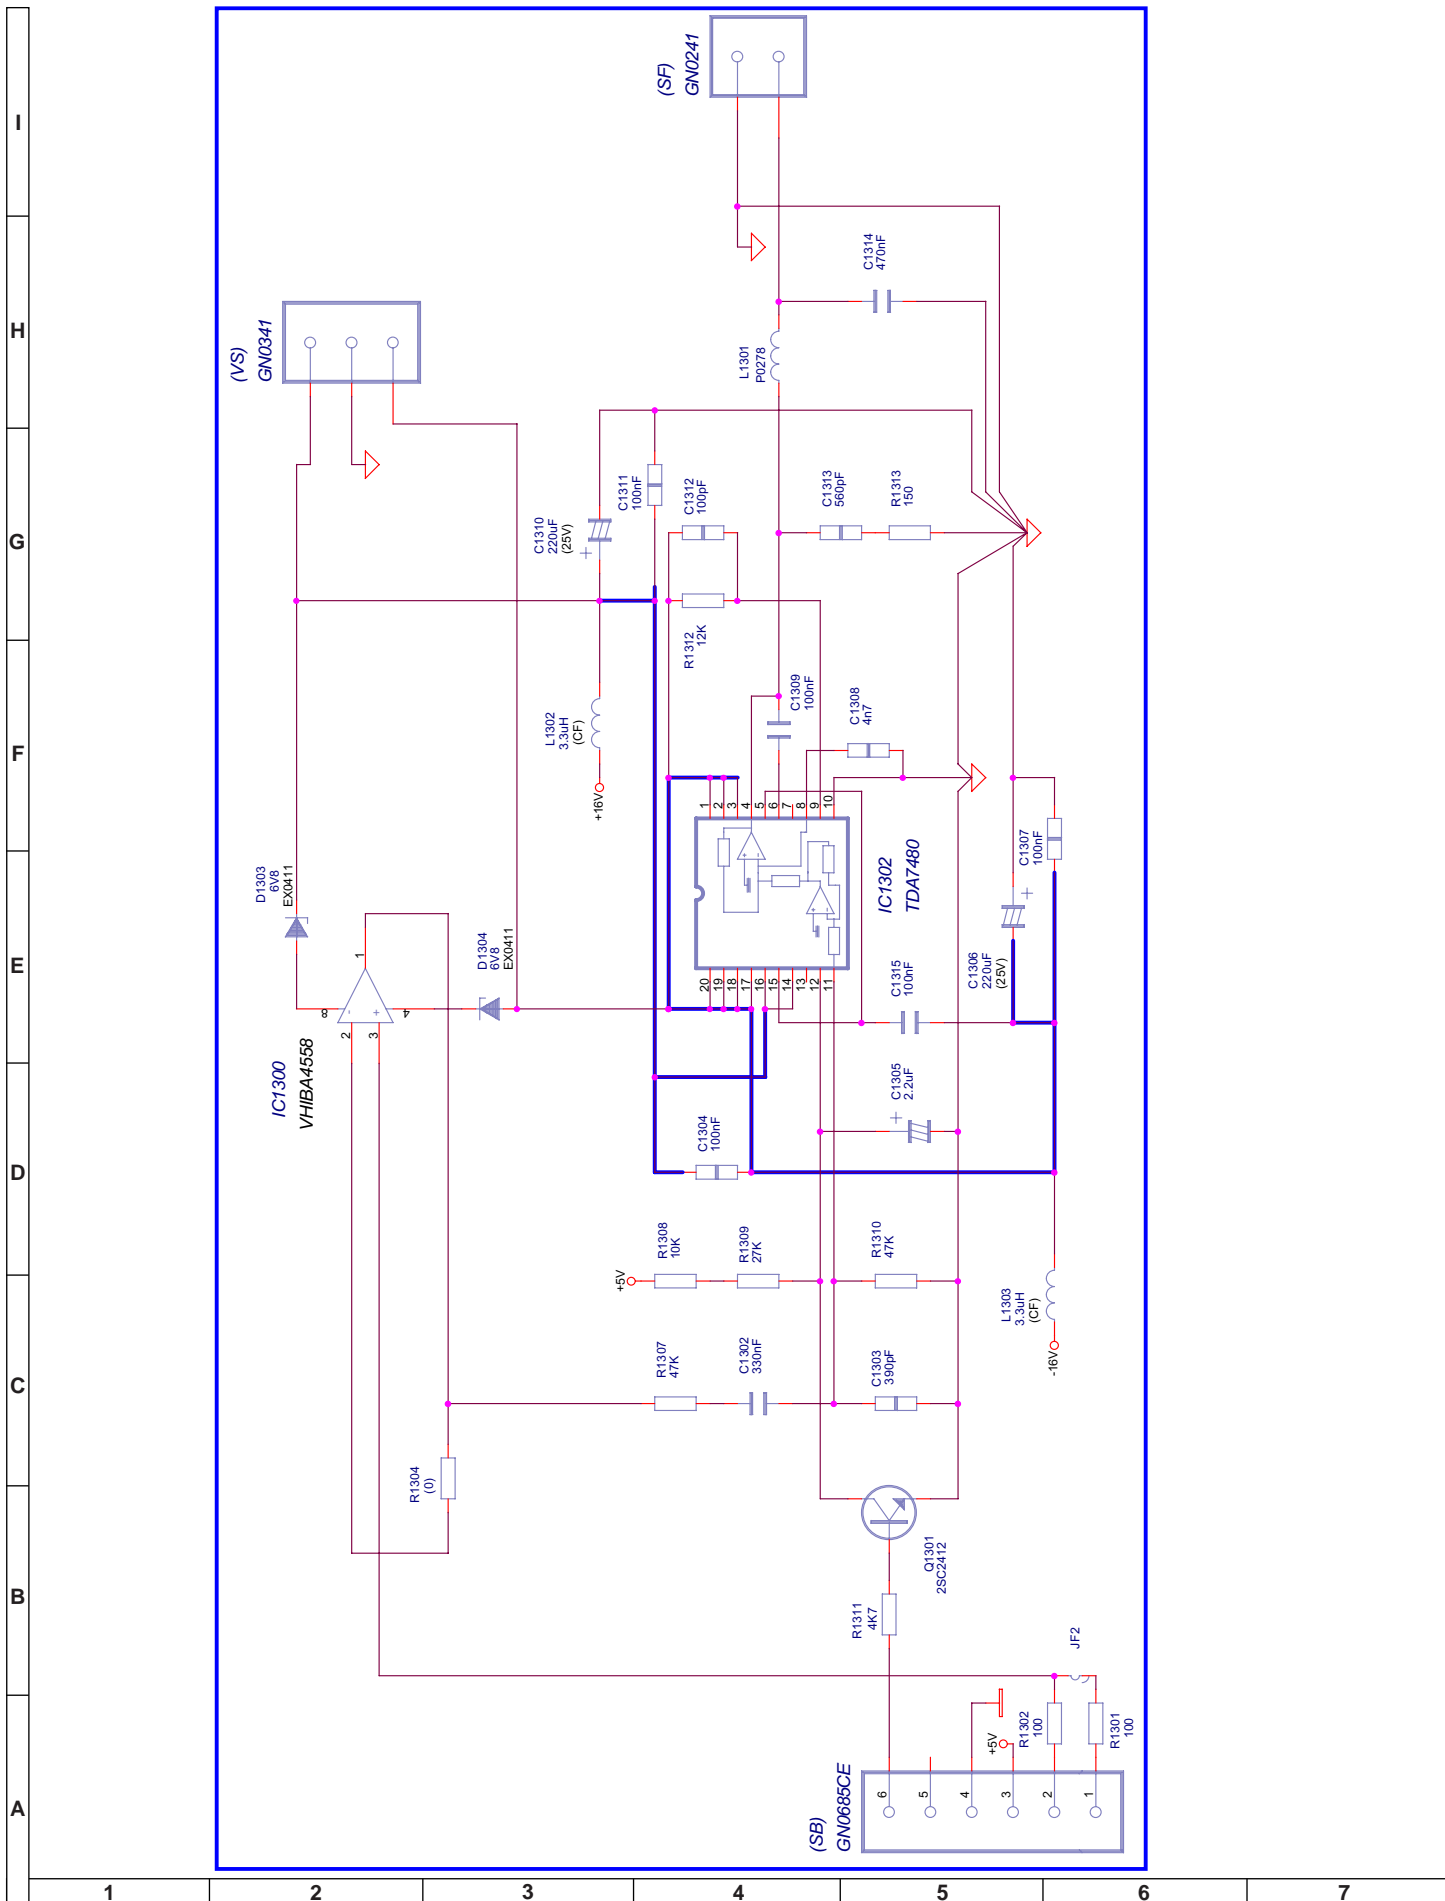 I
H
G
F
E
D
C
B
A
1
2
3
4
5
6
7
(SF)
GN0241
(VS)
GN0341
C1314
470nF
L1301
P0278
C1310
220uF
(25V)
+
C1311
100nF
C1312
100pF
C1313
560pF
R1313
150
R1312
12K
L1302
3.3uH
(CF)
+16V
C1309
100nF
C1308
4n7
1
2
3
4
5
6
7
8
9
10
IC1302
TDA7480
C1307
100nF
D1303
6V8
EX0411
D1304
6V8
EX0411
20
19
18
17
16
15
14
13
12
11
C1315
100nF
C1306
220uF
(25V)
+
1
8
4
2
3
-
+
IC1300
VHIBA4558
C1304
100nF
C1305
2.2uF
+
+5V
R1308
10K
R1309
27K
R1310
47K
L1303
3.3uH
(CF)
-16V
R1307
47K
C1302
330nF
C1303
390pF
R1304
(0)
Q1301
2SC2412
R1311
4K7
JF2
+5V
R1302
100
R1301
100
(SB)
GN0685CE
6
5
4
3
2
1